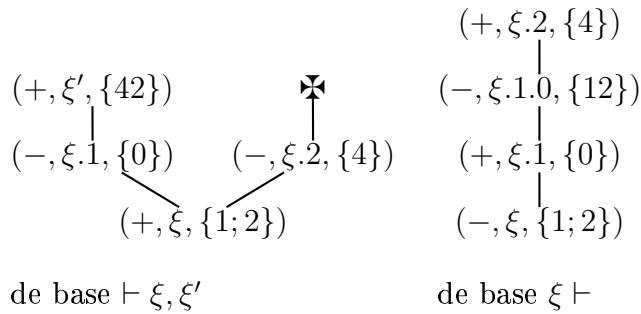 (+, ξ.2, {4})
(+, ξ′, {42}) ✠ (−, ξ.1.0, {12})
(−, ξ.1, {0}) (−, ξ.2, {4}) (+, ξ.1, {0})
(+, ξ, {1; 2}) (−, ξ, {1; 2})
de base ⊢ ξ, ξ′ de base ξ ⊢